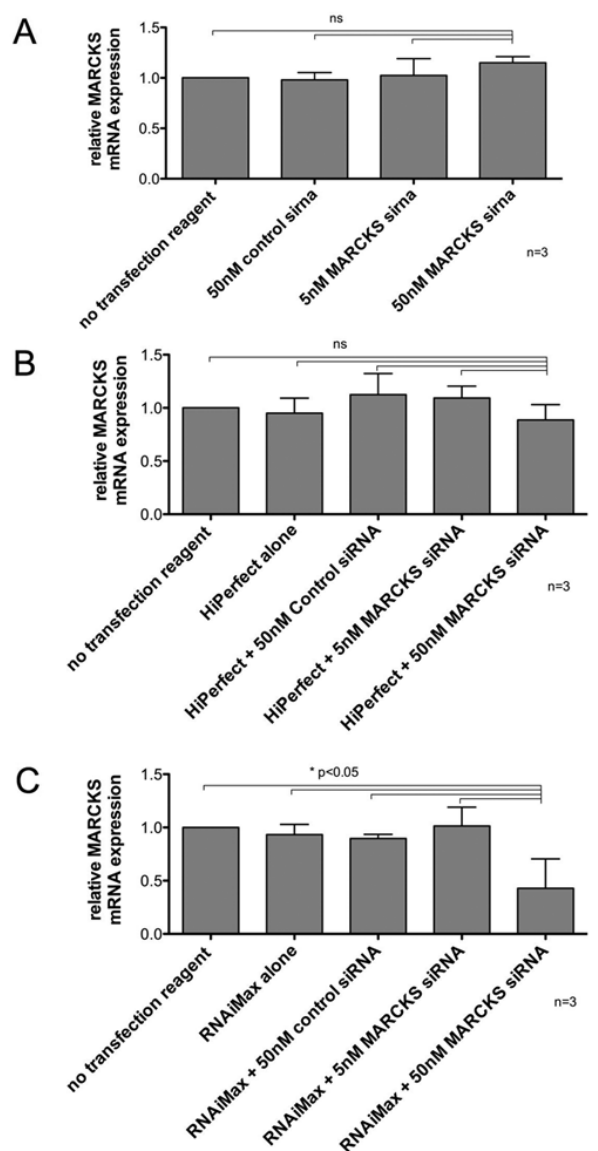 A
ns
relative MARCKS
mRNA expression
1.5
1.0
0.5
0.0
no transfection reagent
50nM control sirna
5nM MARCKS sirna
50nM MARCKS sirna
n=3
B
ns
relative MARCKS
mRNA expression
1.5
1.0
0.5
0.0
no transfection reagent
HiPerfect alone
HiPerfect + 50nM Control siRNA
HiPerfect + 5nM MARCKS siRNA
HiPerfect + 50nM MARCKS siRNA
n=3
C
* p<0.05
relative MARCKS
mRNA expression
1.5
1.0
0.5
0.0
no transfection reagent
RNAiMax alone
RNAiMax + 50nM control siRNA
RNAiMax + 5nM MARCKS siRNA
RNAiMax + 50nM MARCKS siRNA
n=3